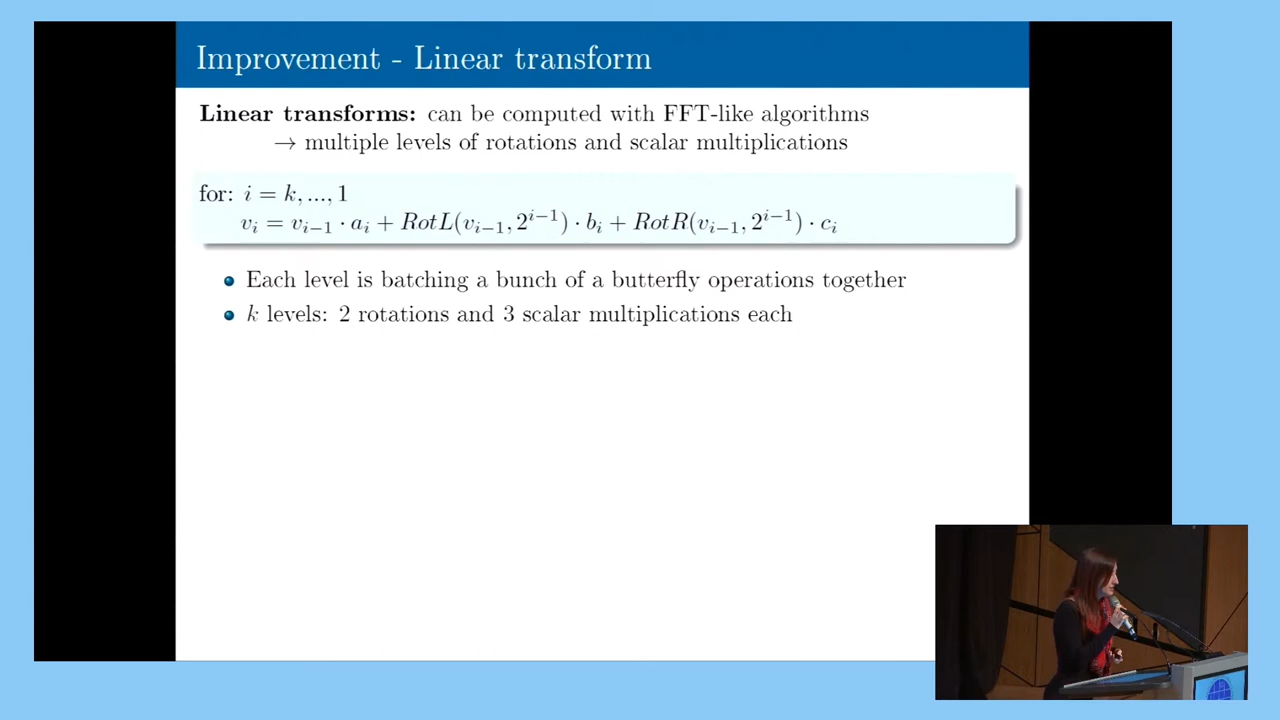 Improvement - Linear transform
Linear transforms: can be computed with FFT-like algorithms
→ multiple levels of rotations and scalar multiplications
for: i = k, ..., 1
v_i = v_{i−1} · a_i + RotL(v_{i−1}, 2^{i−1}) · b_i + RotR(v_{i−1}, 2^{i−1}) · c_i
Each level is batching a bunch of a butterfly operations together
k levels: 2 rotations and 3 scalar multiplications each